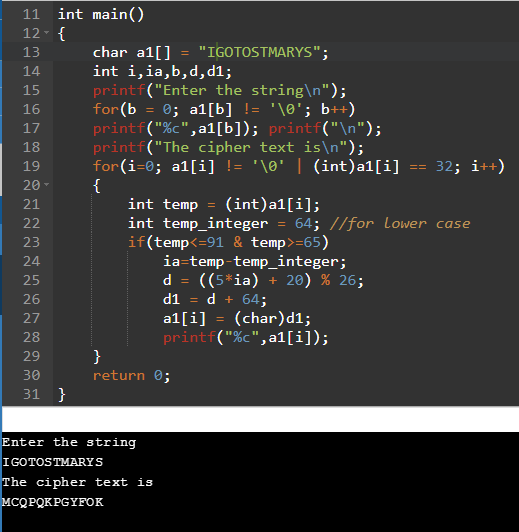 11 int main()
12 {
13 char a1[] = "IGOTOSTMARYS";
14 int i,ia,b,d,d1;
15 printf("Enter the string\n");
16 for(b = 0; a1[b] != '\0'; b++)
17 printf("%c",a1[b]); printf("\n");
18 printf("The cipher text is\n");
19 for(i=0; a1[i] != '\0' | (int)a1[i] == 32; i++)
20 {
21 int temp = (int)a1[i];
22 int temp_integer = 64; //for lower case
23 if(temp<=91 & temp>=65)
24 ia=temp-temp_integer;
25 d = ((5*ia) + 20) % 26;
26 d1 = d + 64;
27 a1[i] = (char)d1;
28 printf("%c",a1[i]);
29 }
30 return 0;
31 }
Enter the string
IGOTOSTMARYS
The cipher text is
MCQPQKPGYFOK